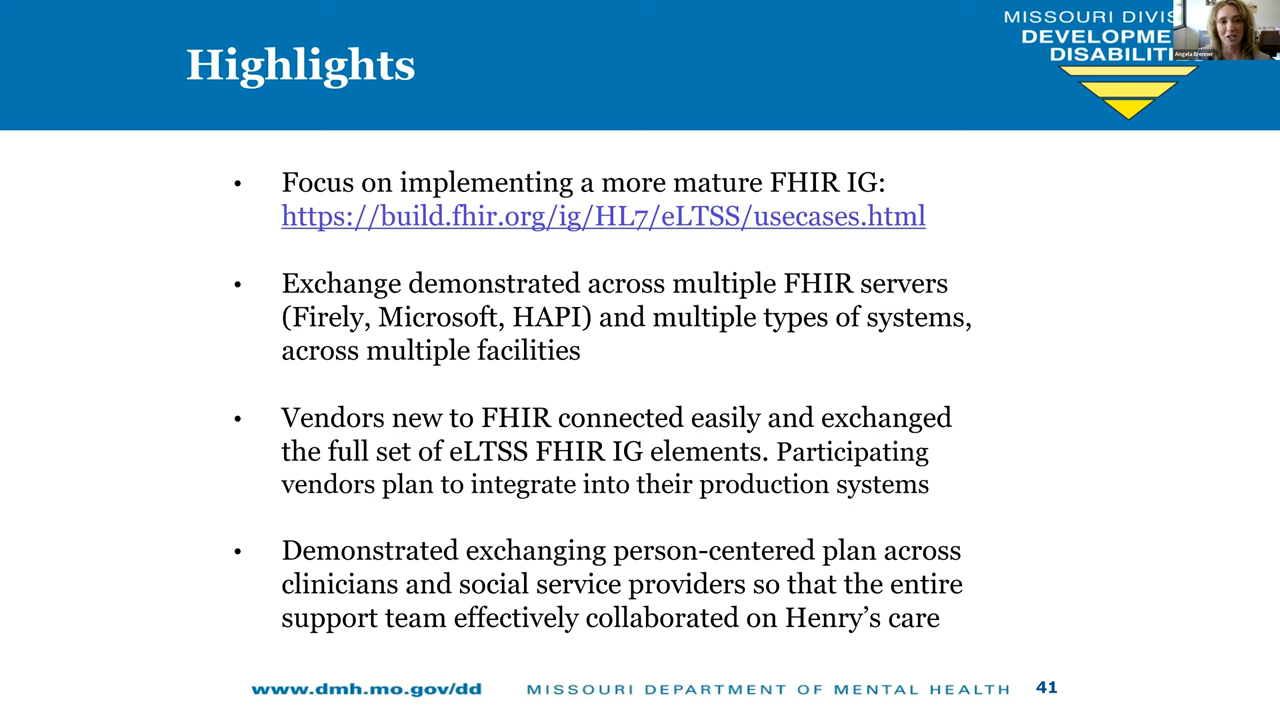 Highlights
MISSOURI DIVIS
DEVELOPME
DISABILITI
Angela Brenner
• Focus on implementing a more mature FHIR IG:
https://build.fhir.org/ig/HL7/eLTSS/usecases.html
• Exchange demonstrated across multiple FHIR servers
(Firely, Microsoft, HAPI) and multiple types of systems,
across multiple facilities
• Vendors new to FHIR connected easily and exchanged
the full set of eLTSS FHIR IG elements. Participating
vendors plan to integrate into their production systems
• Demonstrated exchanging person-centered plan across
clinicians and social service providers so that the entire
support team effectively collaborated on Henry’s care
www.dmh.mo.gov/dd MISSOURI DEPARTMENT OF MENTAL HEALTH 41